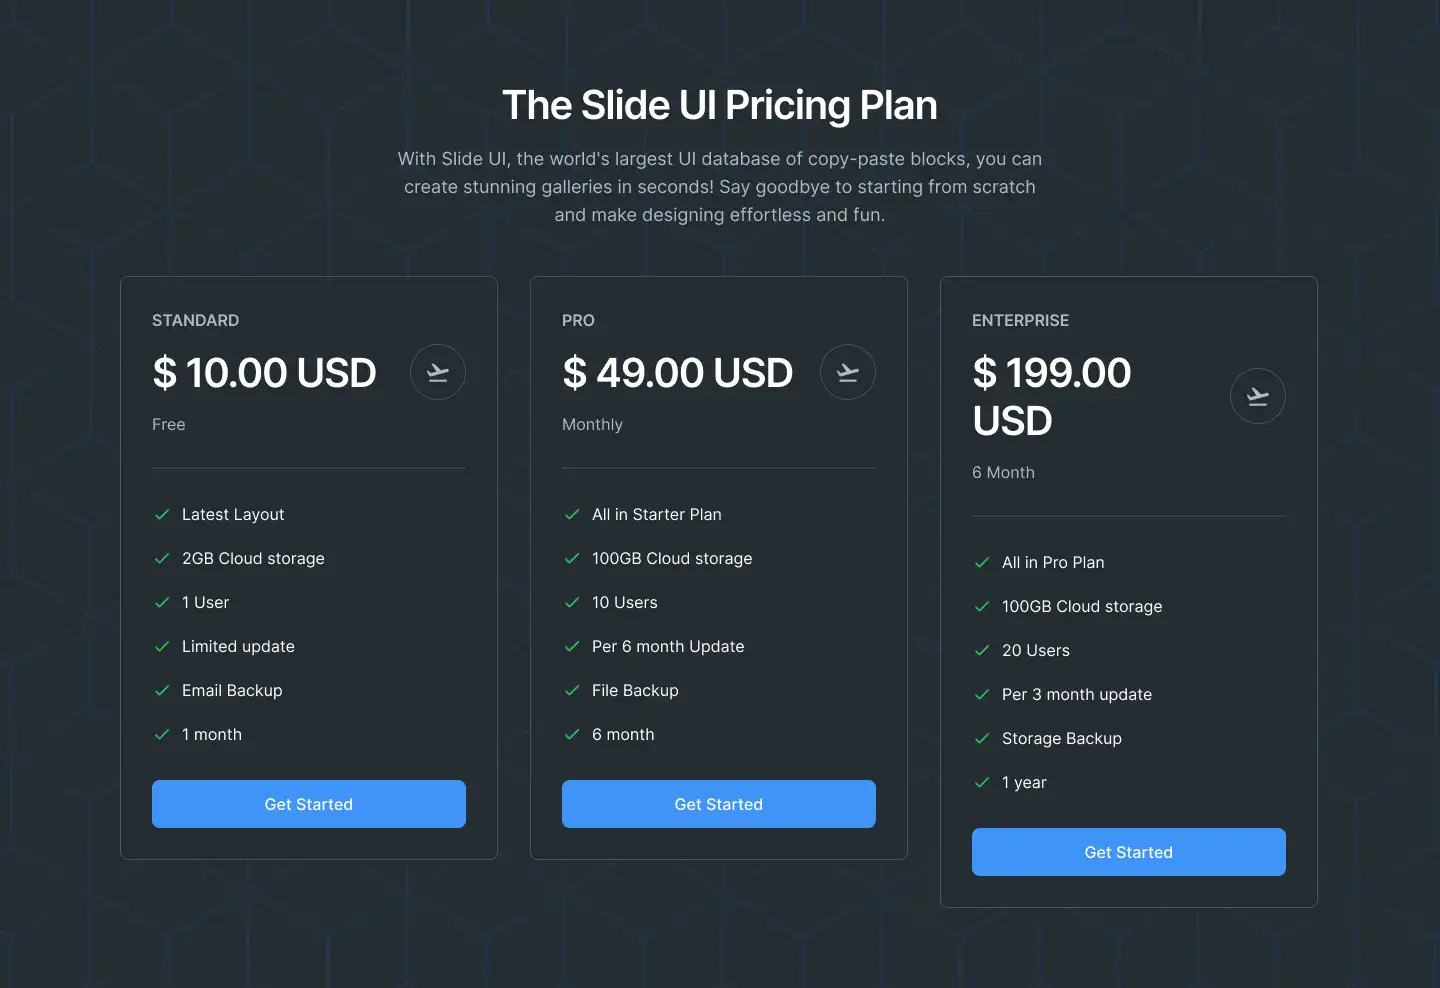 The Slide UI Pricing Plan
With Slide UI, the world's largest UI database of copy-paste blocks, you can
create stunning galleries in seconds! Say goodbye to starting from scratch
and make designing effortless and fun.
STANDARD
$ 10.00 USD
Free
Latest Layout
2GB Cloud storage
1 User
Limited update
Email Backup
1 month
Get Started
PRO
$ 49.00 USD
Monthly
All in Starter Plan
100GB Cloud storage
10 Users
Per 6 month Update
File Backup
6 month
Get Started
ENTERPRISE
$ 199.00
USD
6 Month
All in Pro Plan
100GB Cloud storage
20 Users
Per 3 month update
Storage Backup
1 year
Get Started